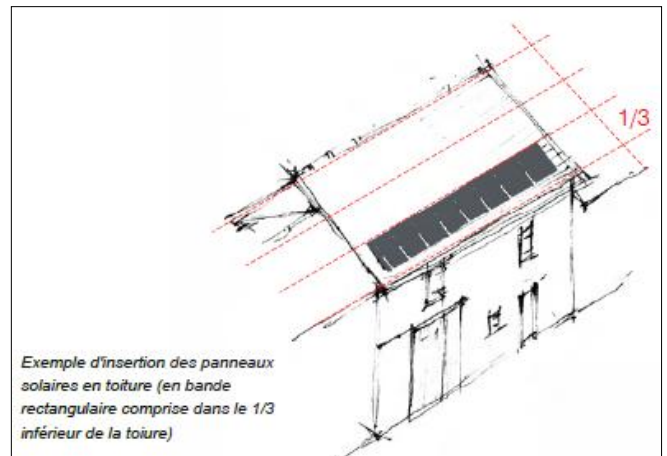 1/3
Exemple d'insertion des panneaux
solaires en toiture (en bande
rectangulaire comprise dans le 1/3
inférieur de la toiure)